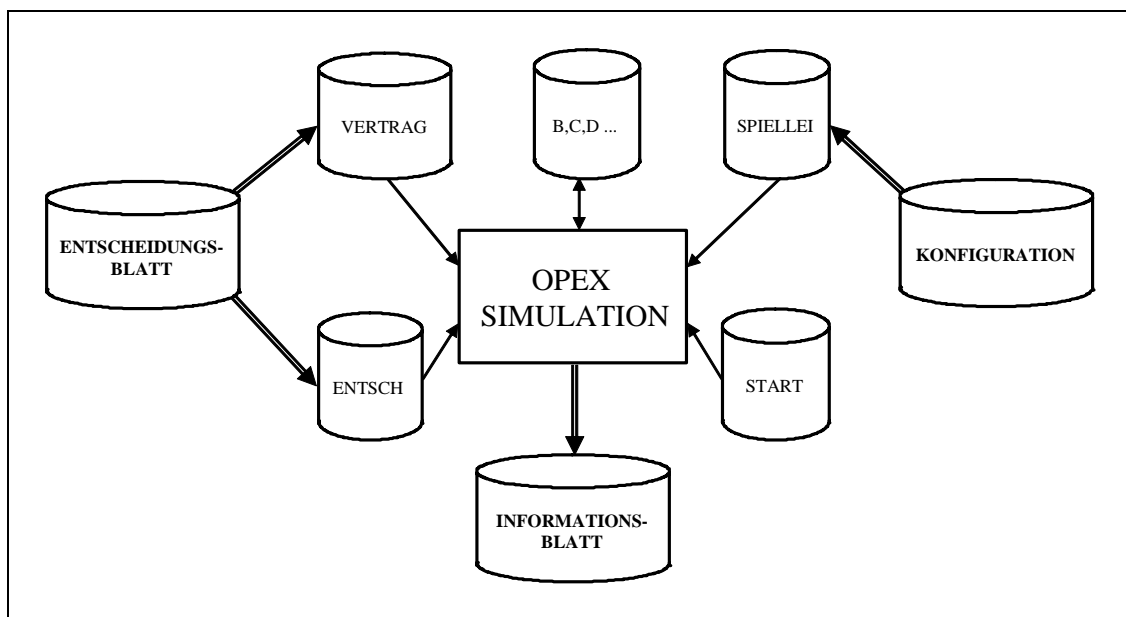 VERTRAG
B,C,D ...
SPIELLEI
ENTSCHEIDUNGS-
BLATT
OPEX
SIMULATION
KONFIGURATION
ENTSCH
START
INFORMATIONS-
BLATT